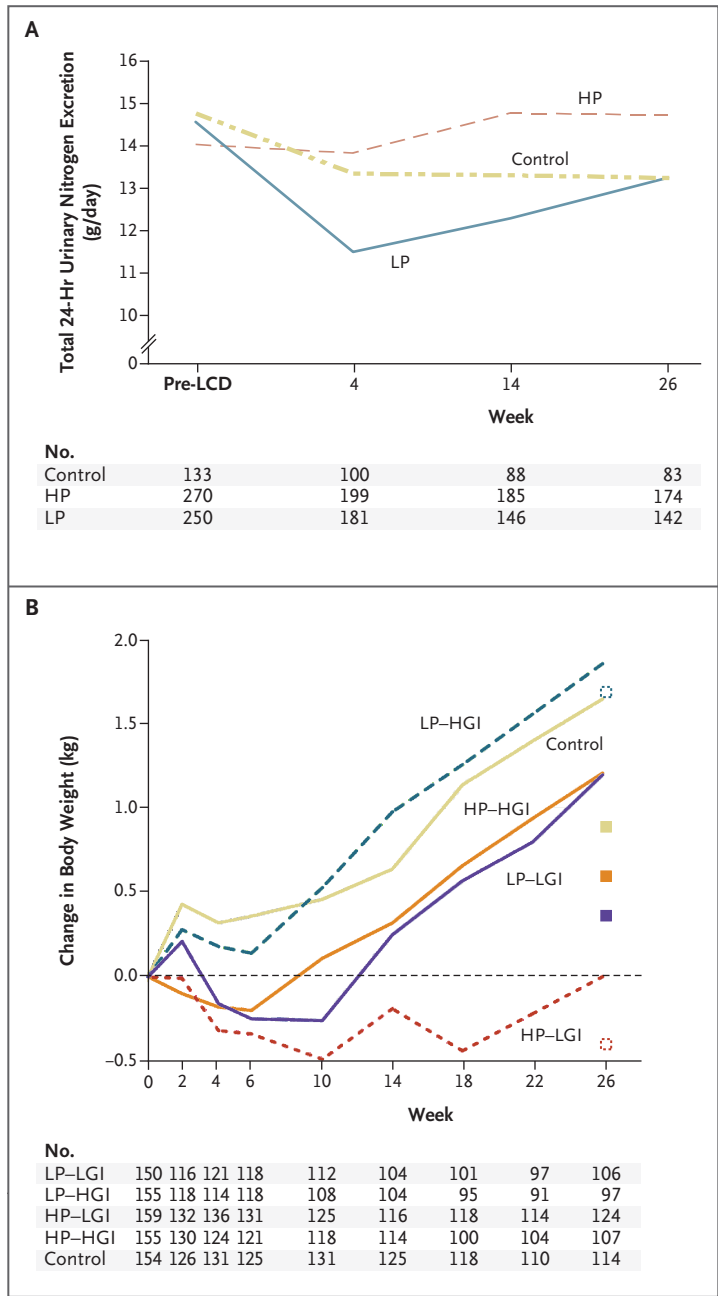 A
Total 24-Hr Urinary Nitrogen Excretion
(g/day)
16
15
14
13
12
11
10
0
HP
Control
LP
Pre-LCD 4 14 26
Week
No.
Control 133 100 88 83
HP 270 199 185 174
LP 250 181 146 142
B
Change in Body Weight (kg)
2.0
1.5
1.0
0.5
0.0
−0.5
LP–HGI
Control
HP–HGI
LP–LGI
HP–LGI
0 2 4 6 10 14 18 22 26
Week
No.
LP–LGI 150 116 121 118 112 104 101 97 106
LP–HGI 155 118 114 118 108 104 95 91 97
HP–LGI 159 132 136 131 125 116 118 114 124
HP–HGI 155 130 124 121 118 114 100 104 107
Control 154 126 131 125 131 125 118 110 114